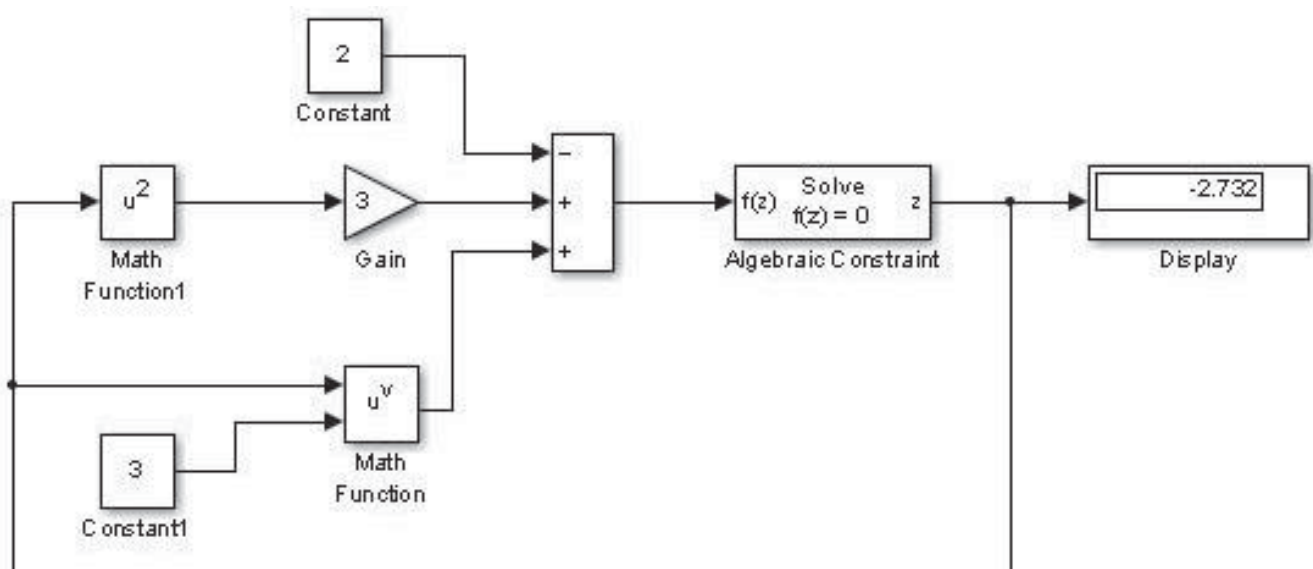 2
Constant
−
u²
3
+
f(z)
Solve
f(z) = 0
z
-2.732
Math
Function1
Gain
+
Algebraic Constraint
Display
uᵛ
3
Math
Function
Constant1